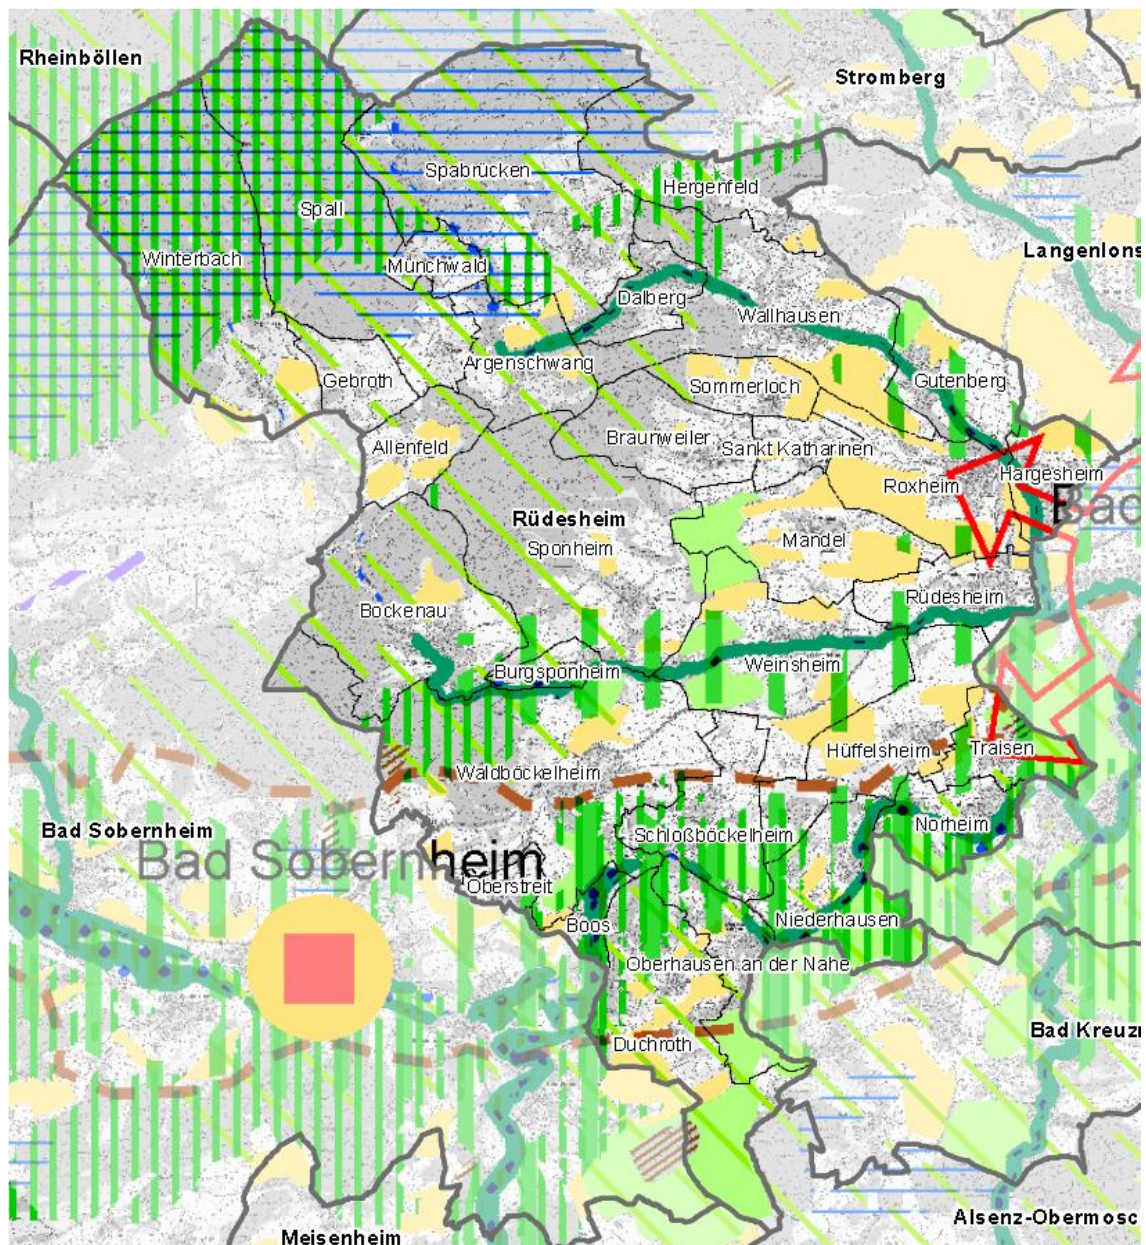 Rheinböllen
Stromberg
Spabrücken
Hergenfeld
Spall
Langenlons
Winterbach
Münchwald
Dalberg
Wallhausen
Argenschwang
Gebroth
Sommerloch
Gutenberg
Allenfeld
Braunweiler
Sankt Katharinen
Roxheim
Hargesheim
Bad
Rüdesheim
Sponheim
Mandel
Rüdesheim
Bockenau
Burgsponheim
Weinsheim
Hüffelsheim
Traisen
Waldböckelheim
Bad Sobernheim
Norheim
Schloßböckelheim
Bad Sobernheim
Oberstreit
Boos
Niederhausen
Oberhausen an der Nahe
Bad Kreuzn
Duchroth
Alsenz-Obermosc
Meisenheim